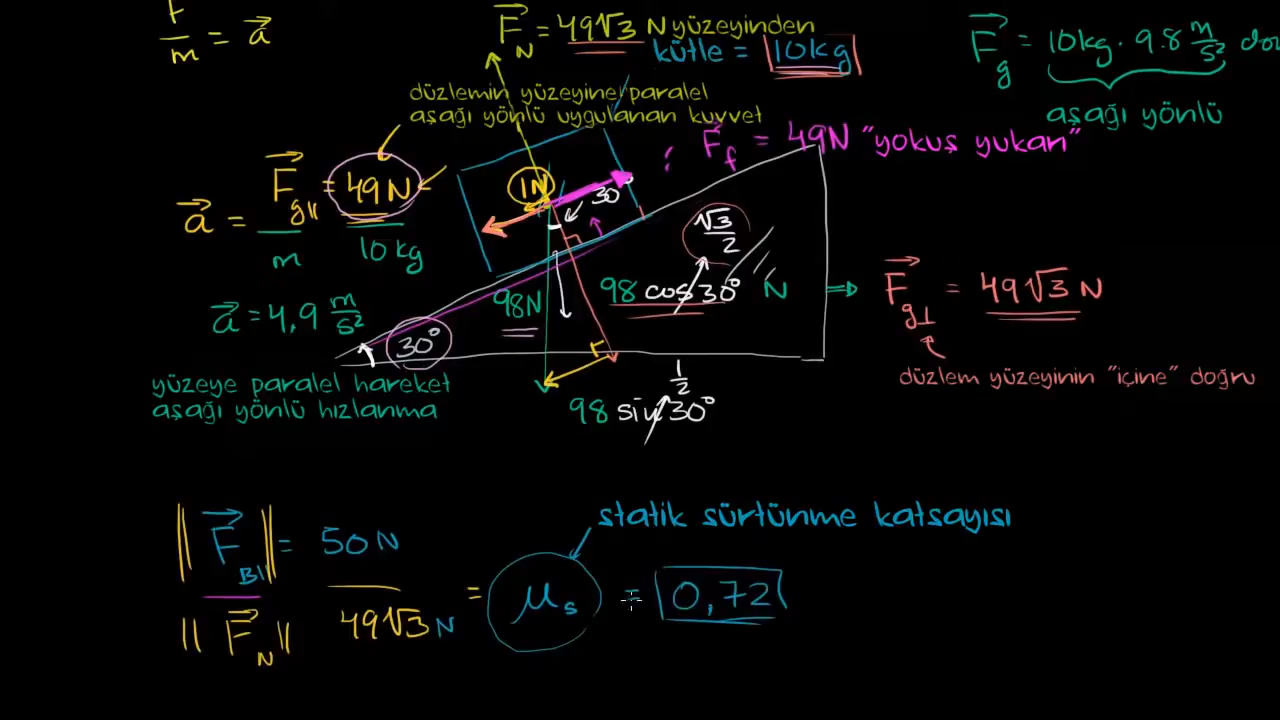 F/m = a
F_N = 49√3 N yüzeyinden
kütle = 10kg
F_g = 10kg · 9.8 m/s²
aşağı yönlü
düzlemin yüzeyine paralel
aşağı yönlü uygulanan kuvvet
F_f = 49N "yokuş yukarı"
F_g|| = 49N
a = /m 10 kg
1N
30°
√3/2
a = 4.9 m/s²
98N
98 cos 30° N
F_g⊥ = 49√3 N
30°
düzlem yüzeyinin "içine" doğru
yüzeye paralel hareket
aşağı yönlü hızlanma
1/2
98 sin 30°
statik sürtünme katsayısı
||F_B||| = 50N
||F_N|| 49√3 N = μ_s = 0,72